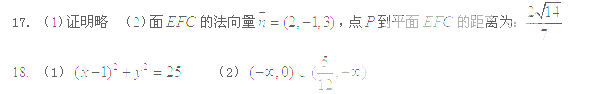 17. (1)证明略 (2)面EFC的法向量n⃗=(2,-1,3),点P到平面EFC的距离为: 2√14/7
18. (1) (x-1)²+y²=25 (2) (-∞,0)∪(5/12,-∞)